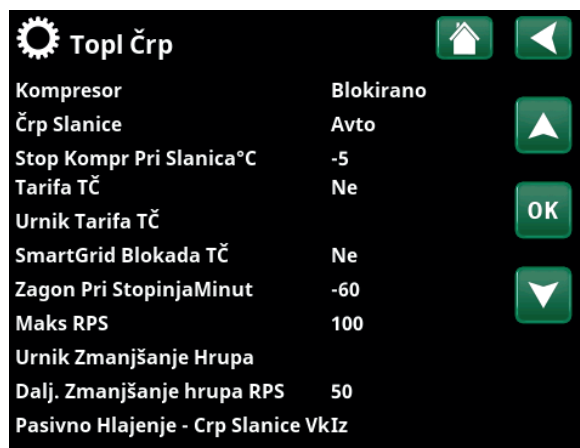 Topl Črp
Kompresor Blokirano
Črp Slanice Avto
Stop Kompr Pri Slanica°C -5
Tarifa TČ Ne
Urnik Tarifa TČ
OK
SmartGrid Blokada TČ Ne
Zagon Pri StopinjaMinut -60
Maks RPS 100
Urnik Zmanjšanje Hrupa
Dalj. Zmanjšanje hrupa RPS 50
Pasivno Hlajenje - Crp Slanice VkIz